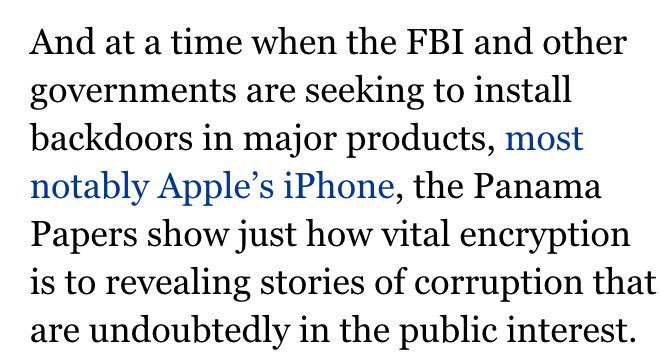 And at a time when the FBI and other
governments are seeking to install
backdoors in major products, most
notably Apple’s iPhone, the Panama
Papers show just how vital encryption
is to revealing stories of corruption that
are undoubtedly in the public interest.